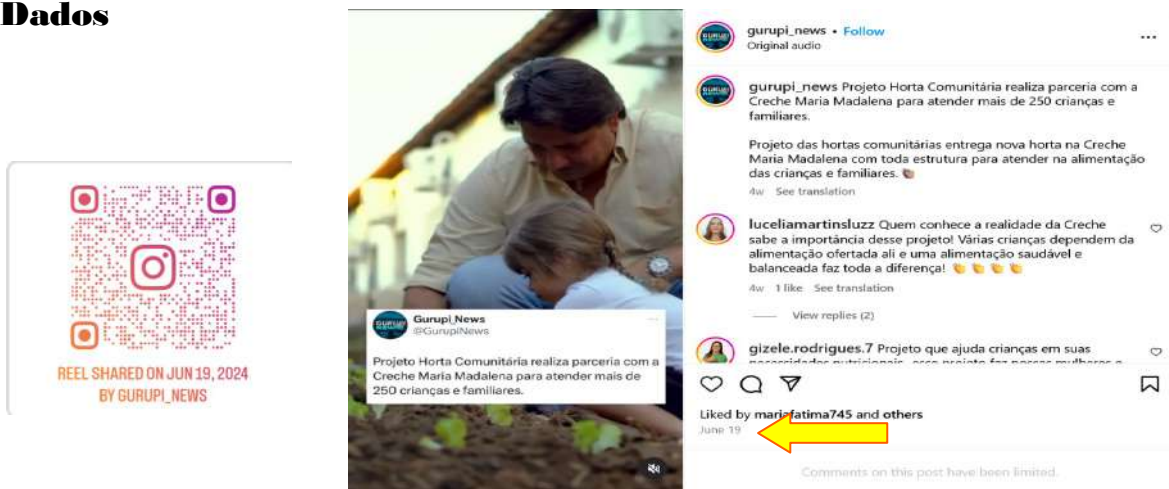 Dados
REEL SHARED ON JUN 19, 2024
BY GURUPI_NEWS
Gurupi_News
@GurupiNews
Projeto Horta Comunitária realiza parceria com a
Creche Maria Madalena para atender mais de
250 crianças e familiares.
gurupi_news • Follow
Original audio
gurupi_news Projeto Horta Comunitária realiza parceria com a
Creche Maria Madalena para atender mais de 250 crianças e
familiares.
Projeto das hortas comunitárias entrega nova horta na Creche
Maria Madalena com toda estrutura para atender na alimentação
das crianças e familiares.
4w See translation
luceliamartinsluzz Quem conhece a realidade da Creche
sabe a importância desse projeto! Várias crianças dependem da
alimentação ofertada ali e uma alimentação saudável e
balanceada faz toda a diferença! 👏 👏 👏 👏
4w 1 like See translation
View replies (2)
gizele.rodrigues.7 Projeto que ajuda crianças em suas
Liked by mariafatima745 and others
June 19
Comments on this post have been limited.